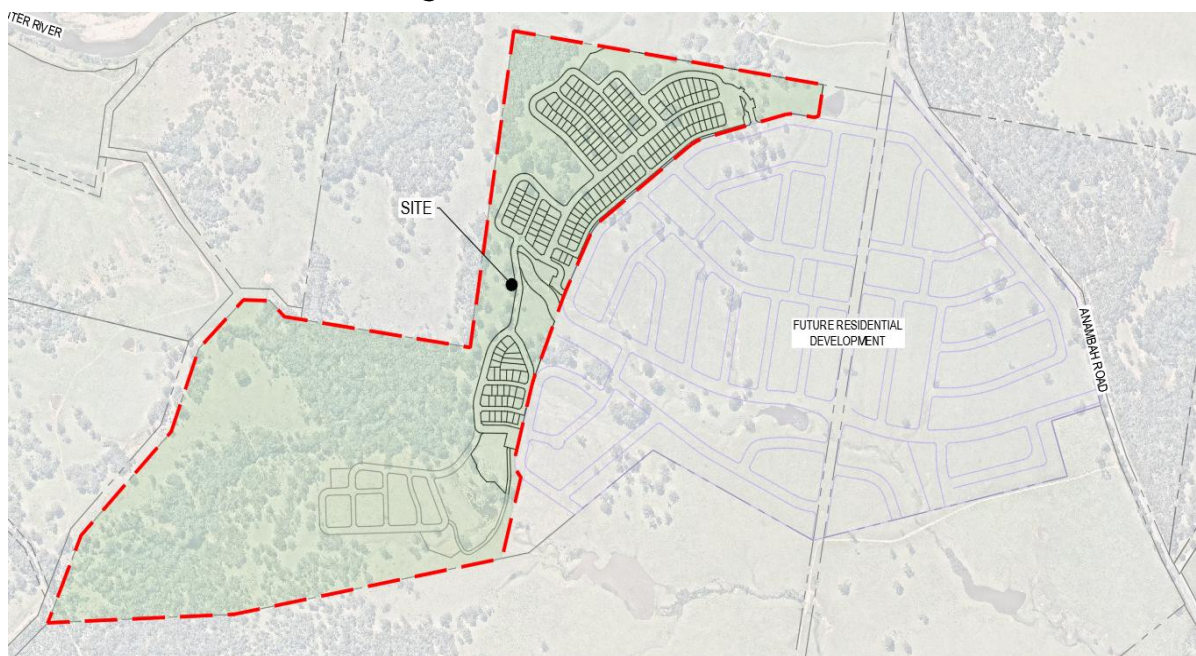 TER RIVER
SITE
FUTURE RESIDENTIAL
DEVELOPMENT
ANAMBAH ROAD